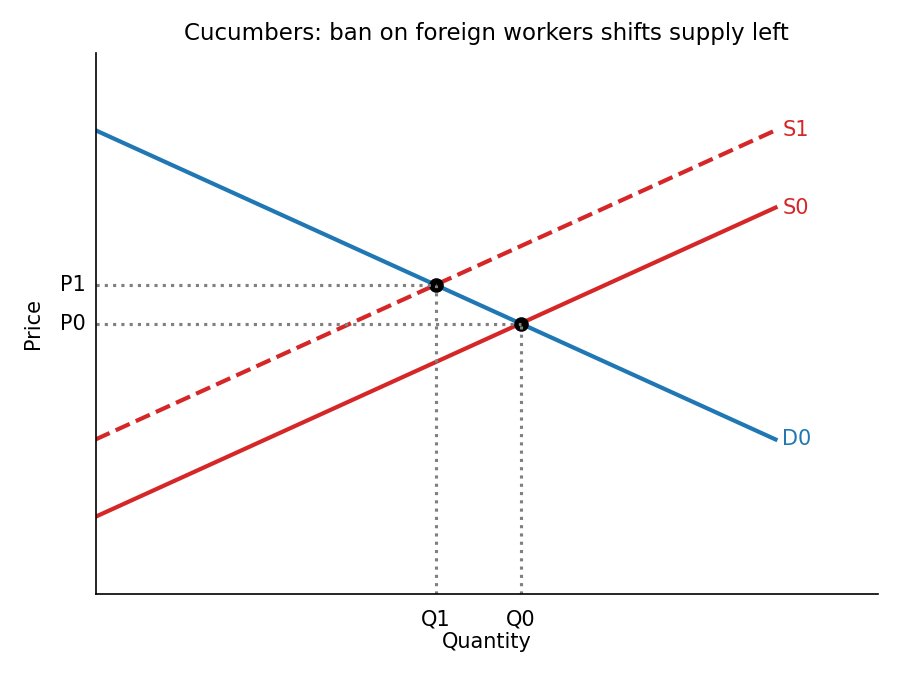 Cucumbers: ban on foreign workers shifts supply left
S1
S0
P1
P0
Price
D0
Q1 Q0
Quantity